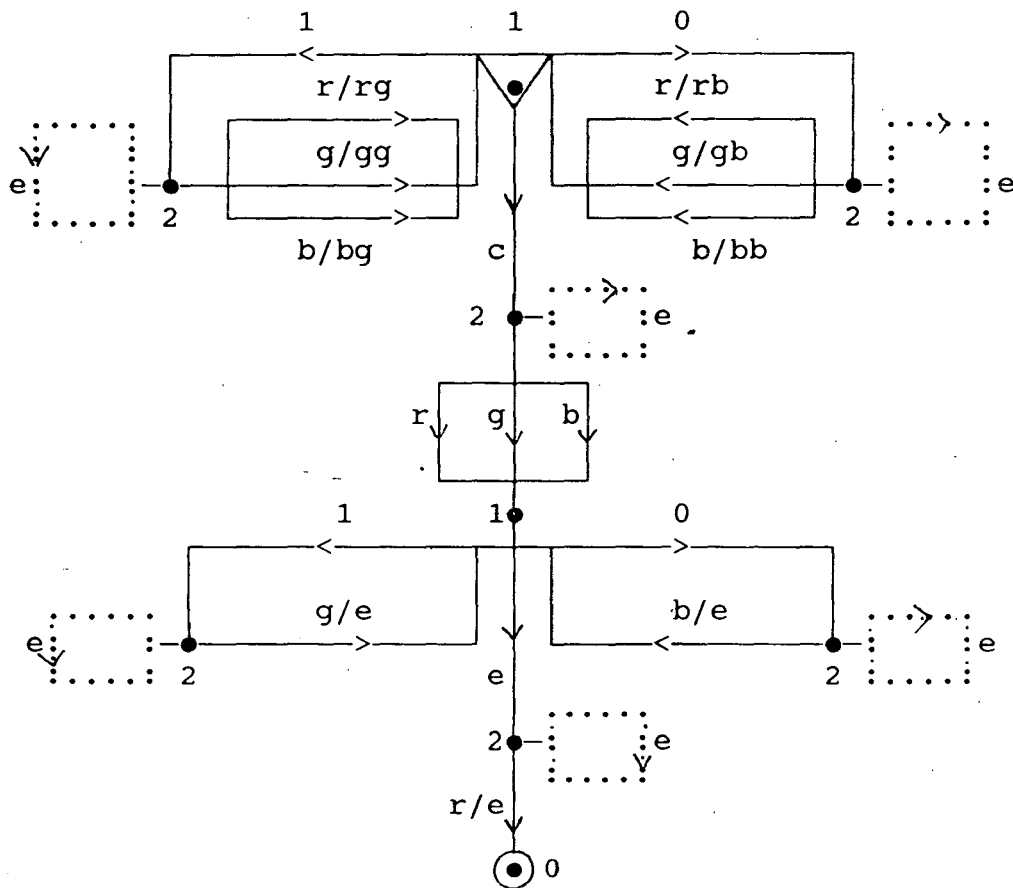 1 1 0
r/rg r/rb
g/gg g/gb
e 2 2 e
b/bg b/bb
c
2 e
r g b
1 1 0
g/e b/e
e e
2 2
e
2 e
r/e
0